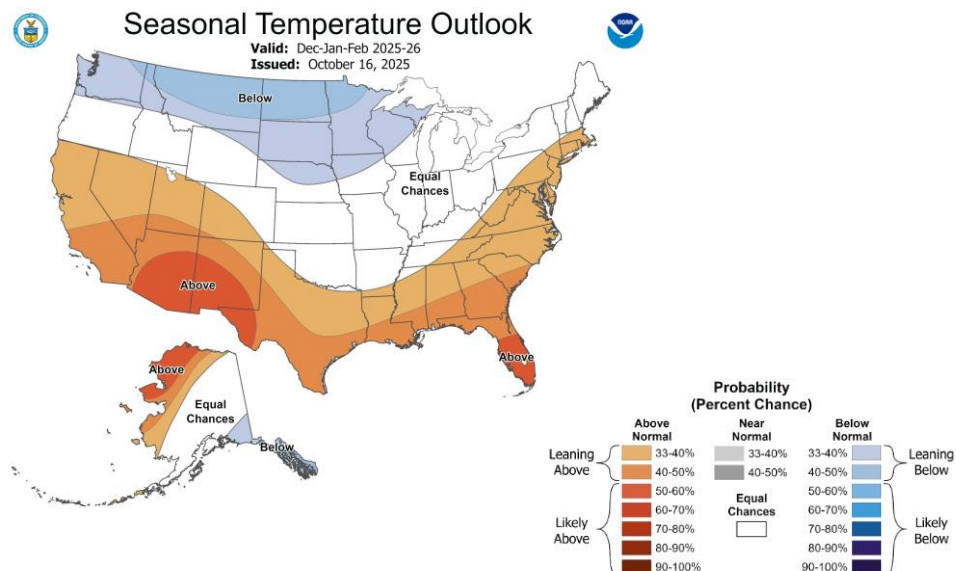 Seasonal Temperature Outlook
Valid: Dec-Jan-Feb 2025-26
Issued: October 16, 2025
NOAA
Below
Equal
Chances
Above
Above
Above
Equal
Chances
Below
Probability
(Percent Chance)
Above
Normal
Near
Normal
Below
Normal
Leaning
Above
33-40%
40-50%
33-40%
40-50%
33-40%
40-50%
Leaning
Below
Likely
Above
50-60%
60-70%
70-80%
80-90%
90-100%
Equal
Chances
50-60%
60-70%
70-80%
80-90%
90-100%
Likely
Below